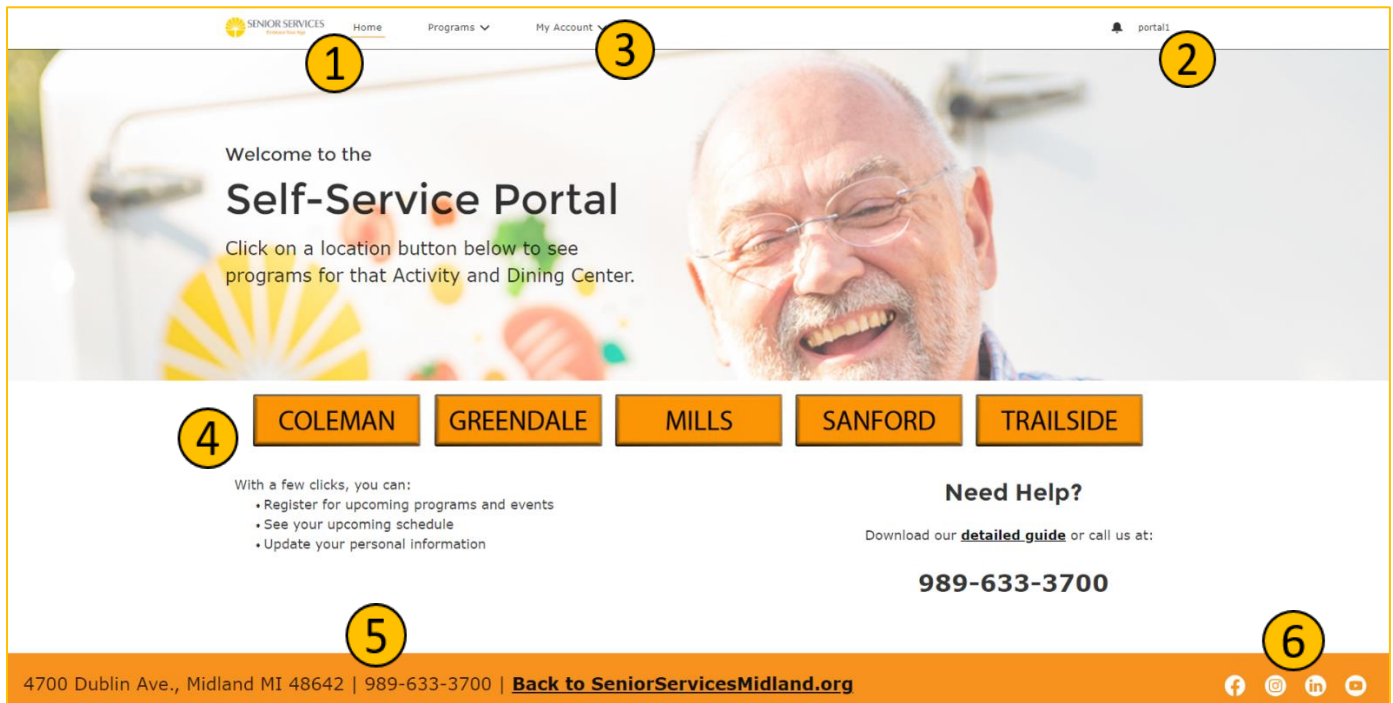 SENIOR SERVICES
Embrace Your Age
Home
Programs
My Account
portal1
1
3
2
Welcome to the
Self-Service Portal
Click on a location button below to see
programs for that Activity and Dining Center.
4
COLEMAN
GREENDALE
MILLS
SANFORD
TRAILSIDE
With a few clicks, you can:
• Register for upcoming programs and events
• See your upcoming schedule
• Update your personal information
Need Help?
Download our detailed guide or call us at:
989-633-3700
5
6
4700 Dublin Ave., Midland MI 48642 | 989-633-3700 | Back to SeniorServicesMidland.org